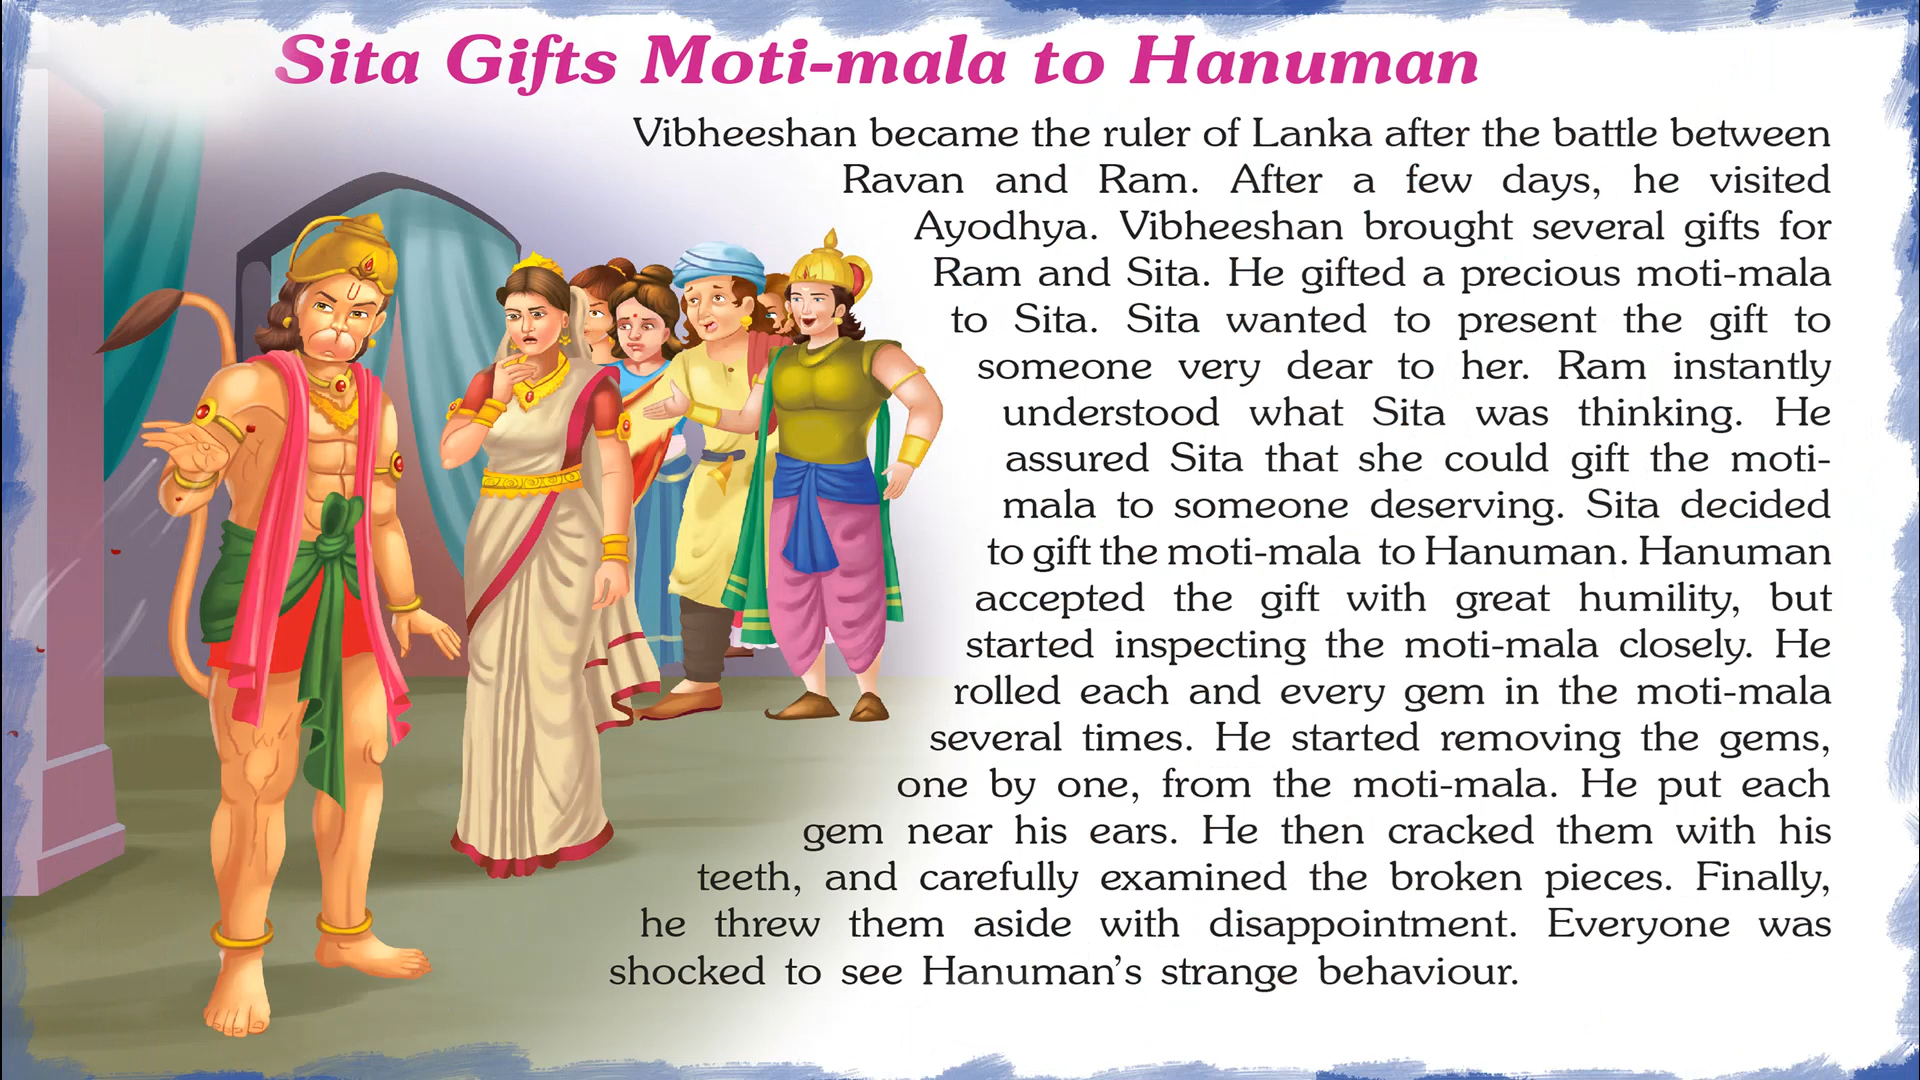 Sita Gifts Moti-mala to Hanuman
Vibheeshan became the ruler of Lanka after the battle between
Ravan and Ram. After a few days, he visited
Ayodhya. Vibheeshan brought several gifts for
Ram and Sita. He gifted a precious moti-mala
to Sita. Sita wanted to present the gift to
someone very dear to her. Ram instantly
understood what Sita was thinking. He
assured Sita that she could gift the moti-
mala to someone deserving. Sita decided
to gift the moti-mala to Hanuman. Hanuman
accepted the gift with great humility, but
started inspecting the moti-mala closely. He
rolled each and every gem in the moti-mala
several times. He started removing the gems,
one by one, from the moti-mala. He put each
gem near his ears. He then cracked them with his
teeth, and carefully examined the broken pieces. Finally,
he threw them aside with disappointment. Everyone was
shocked to see Hanuman’s strange behaviour.